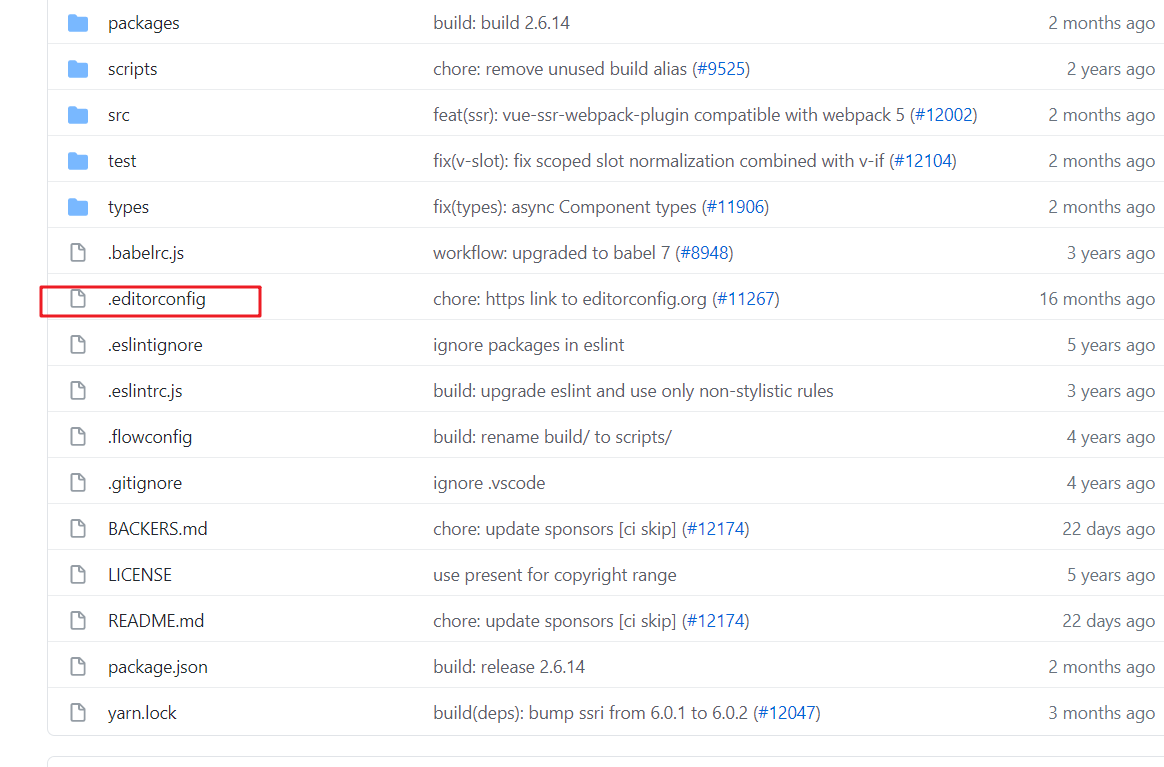 packages build: build 2.6.14 2 months ago
scripts chore: remove unused build alias (#9525) 2 years ago
src feat(ssr): vue-ssr-webpack-plugin compatible with webpack 5 (#12002) 2 months ago
test fix(v-slot): fix scoped slot normalization combined with v-if (#12104) 2 months ago
types fix(types): async Component types (#11906) 2 months ago
.babelrc.js workflow: upgraded to babel 7 (#8948) 3 years ago
.editorconfig chore: https link to editorconfig.org (#11267) 16 months ago
.eslintignore ignore packages in eslint 5 years ago
.eslintrc.js build: upgrade eslint and use only non-stylistic rules 3 years ago
.flowconfig build: rename build/ to scripts/ 4 years ago
.gitignore ignore .vscode 4 years ago
BACKERS.md chore: update sponsors [ci skip] (#12174) 22 days ago
LICENSE use present for copyright range 5 years ago
README.md chore: update sponsors [ci skip] (#12174) 22 days ago
package.json build: release 2.6.14 2 months ago
yarn.lock build(deps): bump ssri from 6.0.1 to 6.0.2 (#12047) 3 months ago